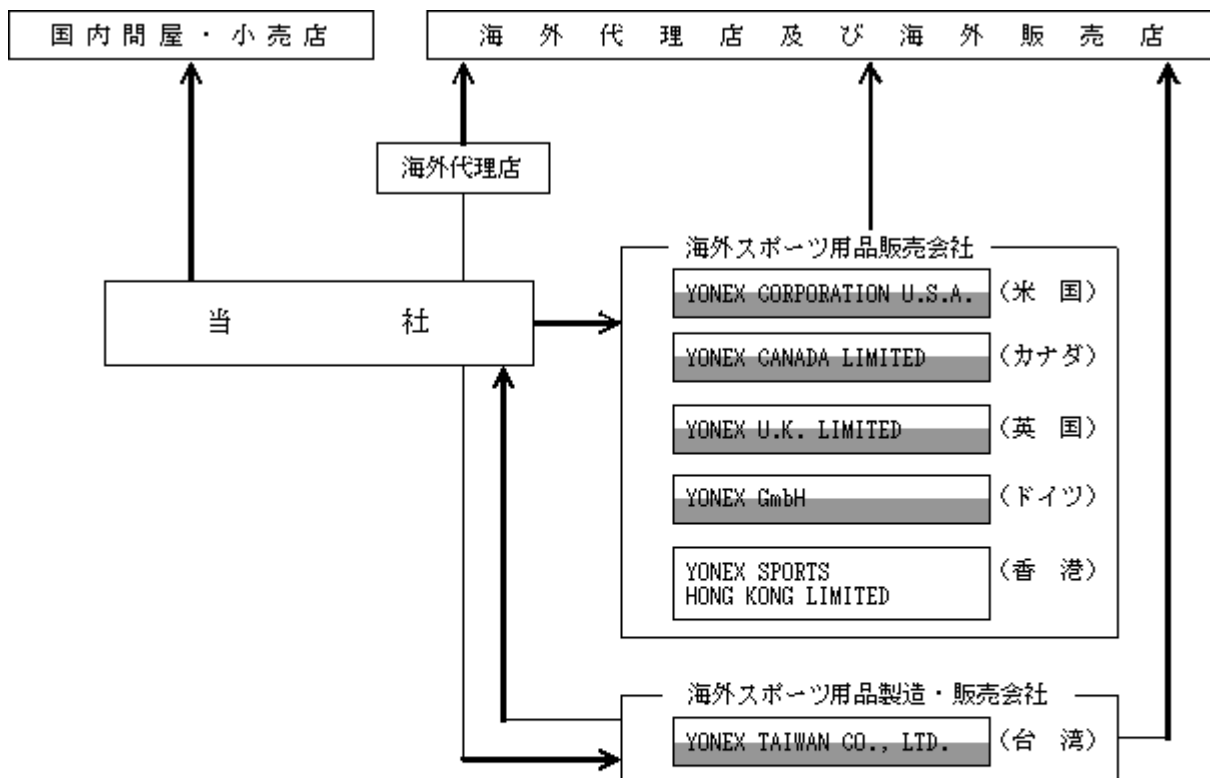 国内問屋・小売店
海外代理店及び海外販売店
海外代理店
海外スポーツ用品販売会社
当社
YONEX CORPORATION U.S.A.
(米国)
YONEX CANADA LIMITED
(カナダ)
YONEX U.K. LIMITED
(英国)
YONEX GmbH
(ドイツ)
YONEX SPORTS
HONG KONG LIMITED
(香港)
海外スポーツ用品製造・販売会社
YONEX TAIWAN CO., LTD.
(台湾)